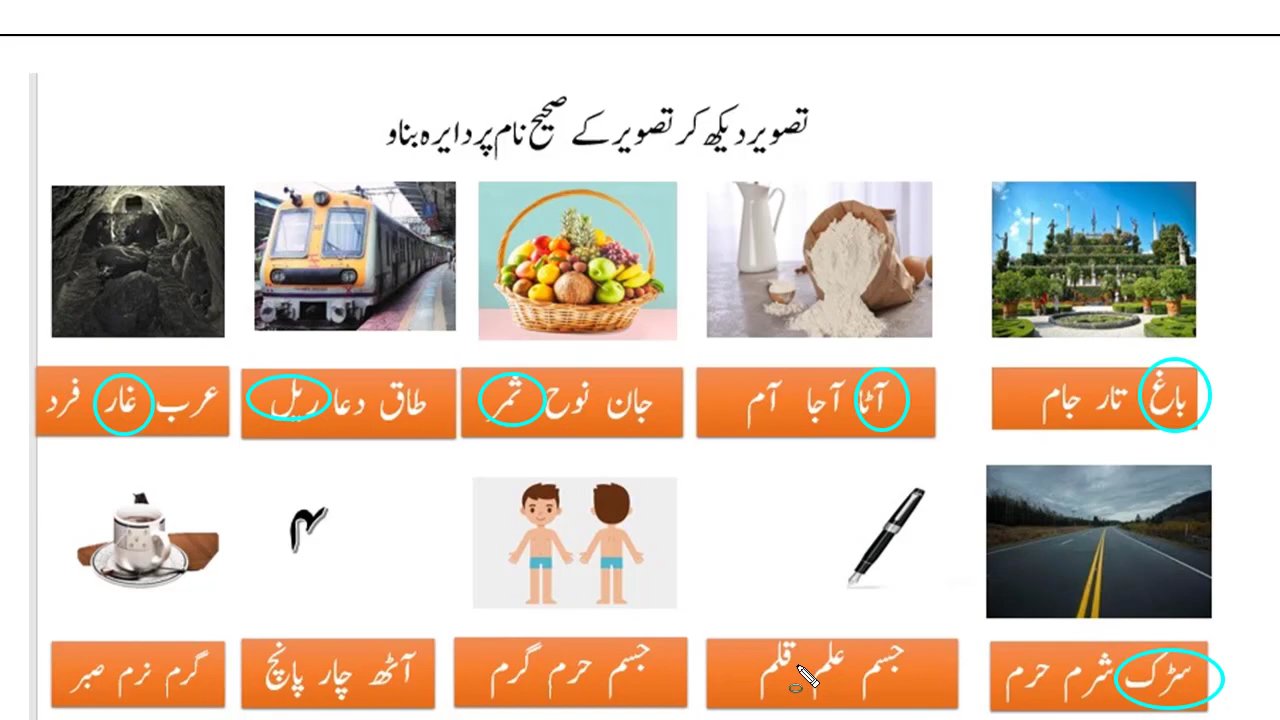 تصویر دیکھ کر تصویر کے صحیح نام پر دایرہ بناو
باغ تار جام
آٹا آجا آم
جان نوح ثمر
طاق دعا ریل
عرب غار فرد
۴
سڑک شرم حرم
جسم علم قلم
جسم حرم گرم
آٹھ چار پانچ
گرم نرم صبر